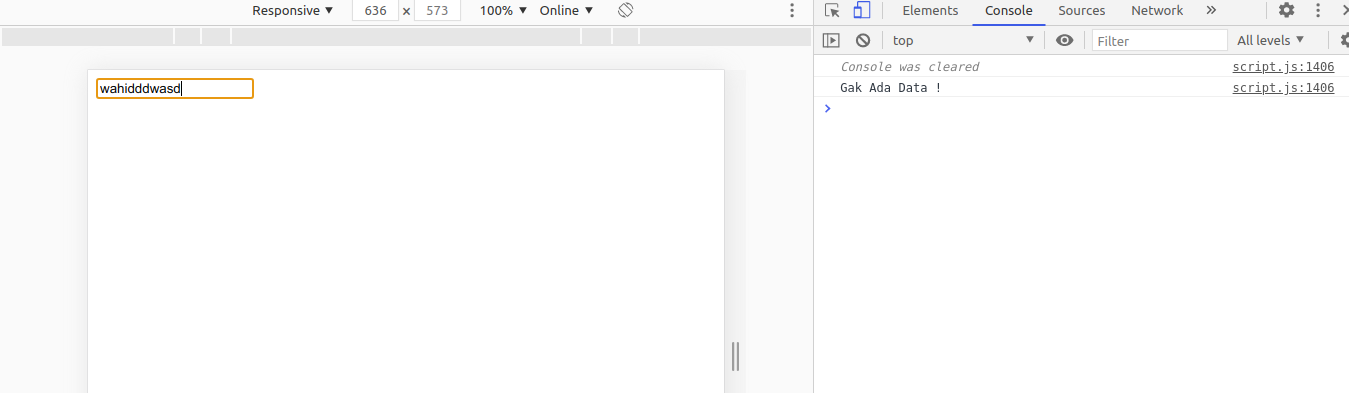 Responsive ▼ 636 × 573 100% ▼ Online ▼
Elements Console Sources Network »
top ▼ Filter All levels ▼
wahidddwasd
Console was cleared script.js:1406
Gak Ada Data ! script.js:1406
>